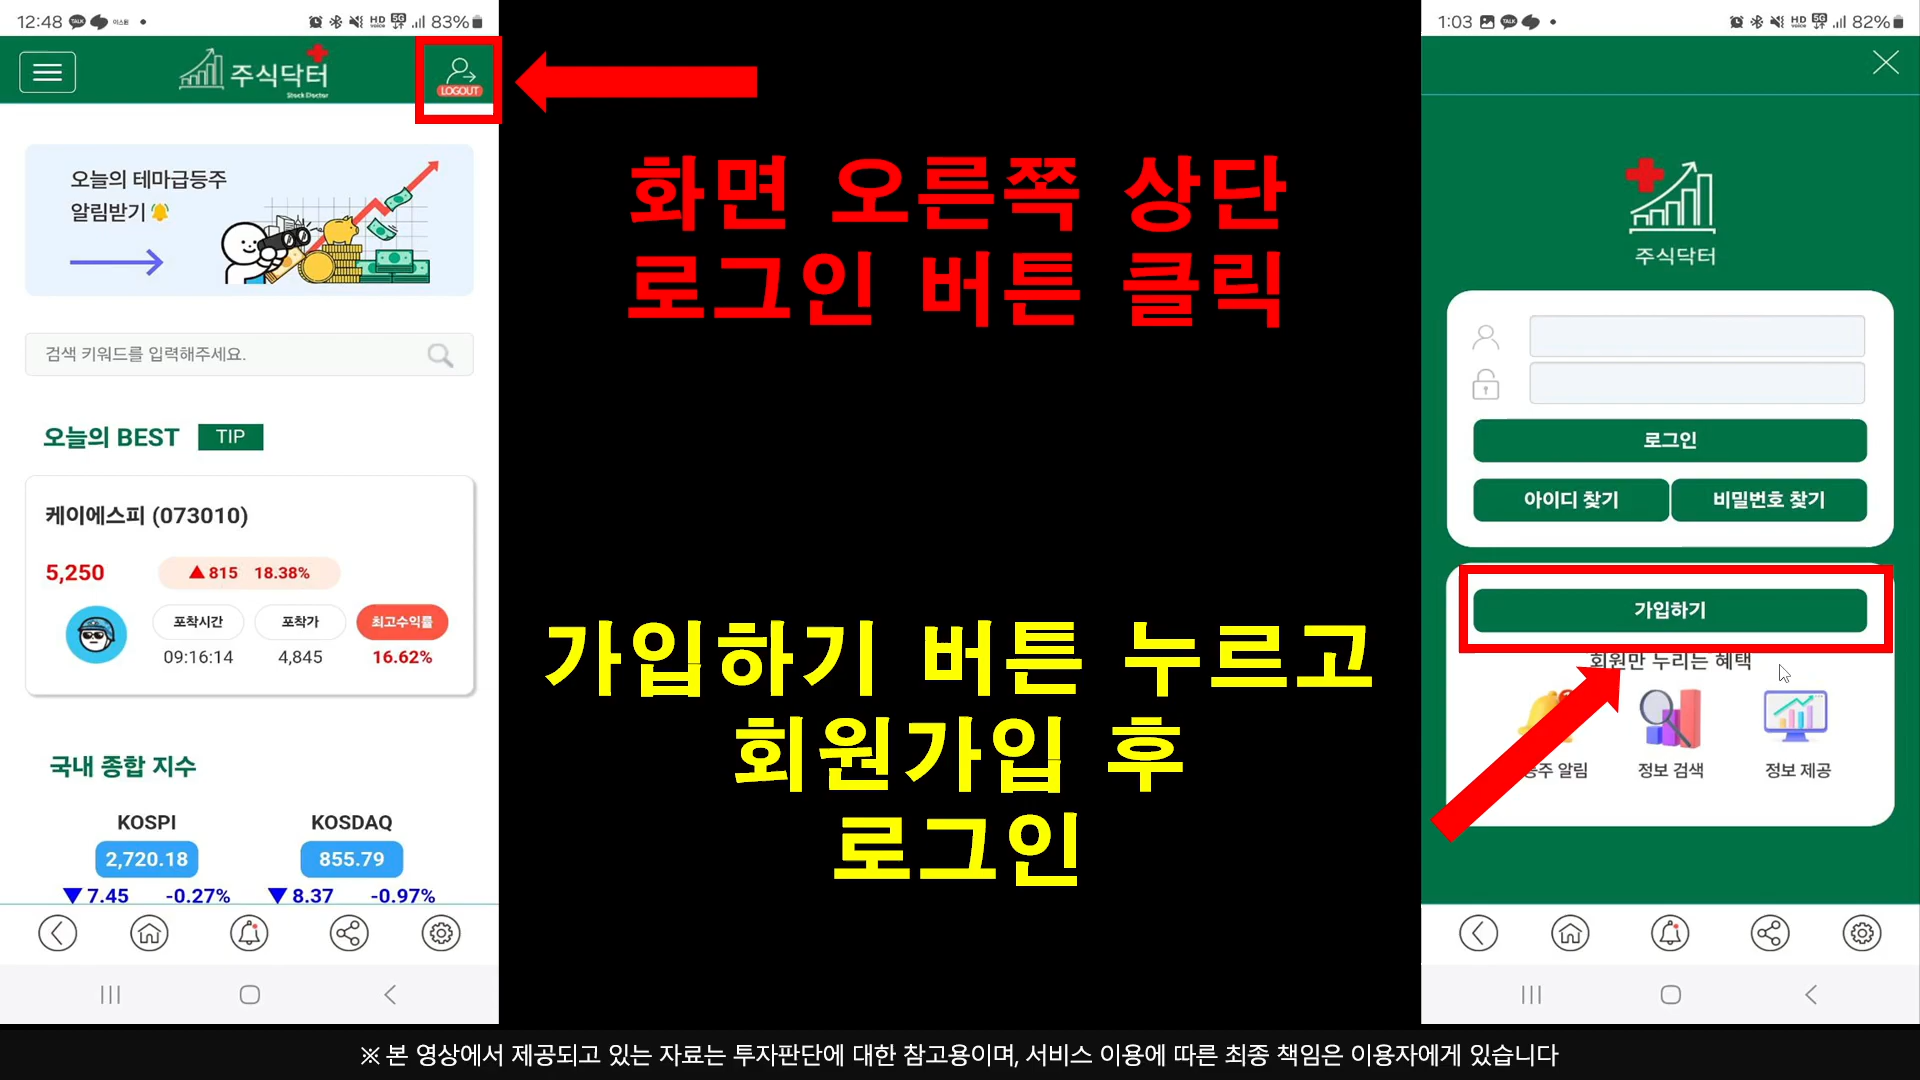 12:48 83%
주식닥터
Stock Doctor
LOGOUT
오늘의 테마급등주
알림받기
검색 키워드를 입력해주세요.
오늘의 BEST TIP
케이에스피 (073010)
5,250 ▲815 18.38%
포착시간 포착가 최고수익률
09:16:14 4,845 16.62%
국내 종합 지수
KOSPI KOSDAQ
2,720.18 855.79
▼7.45 -0.27% ▼8.37 -0.97%
화면 오른쪽 상단
로그인 버튼 클릭
가입하기 버튼 누르고
회원가입 후
로그인
1:03 82%
주식닥터
로그인
아이디 찾기 비밀번호 찾기
가입하기
회원만 누리는 혜택
주 알림 정보 검색 정보 제공
※ 본 영상에서 제공되고 있는 자료는 투자판단에 대한 참고용이며, 서비스 이용에 따른 최종 책임은 이용자에게 있습니다